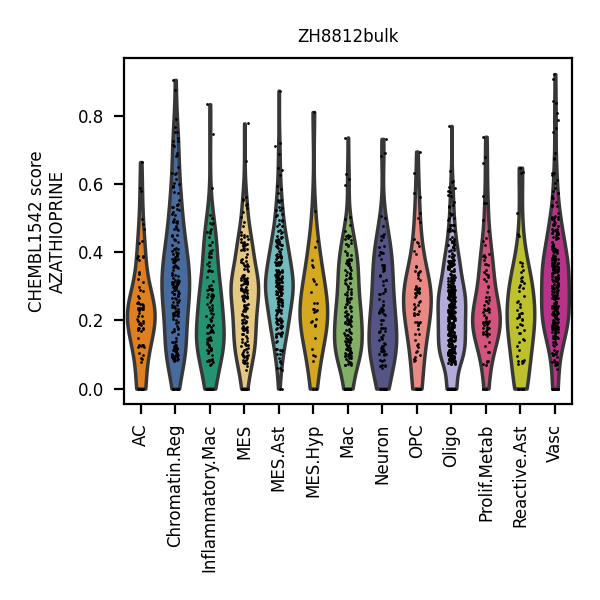 ZH8812bulk
CHEMBL1542 score
AZATHIOPRINE
0.8
0.6
0.4
0.2
0.0
AC
Chromatin.Reg
Inflammatory.Mac
MES
MES.Ast
MES.Hyp
Mac
Neuron
OPC
Oligo
Prolif.Metab
Reactive.Ast
Vasc